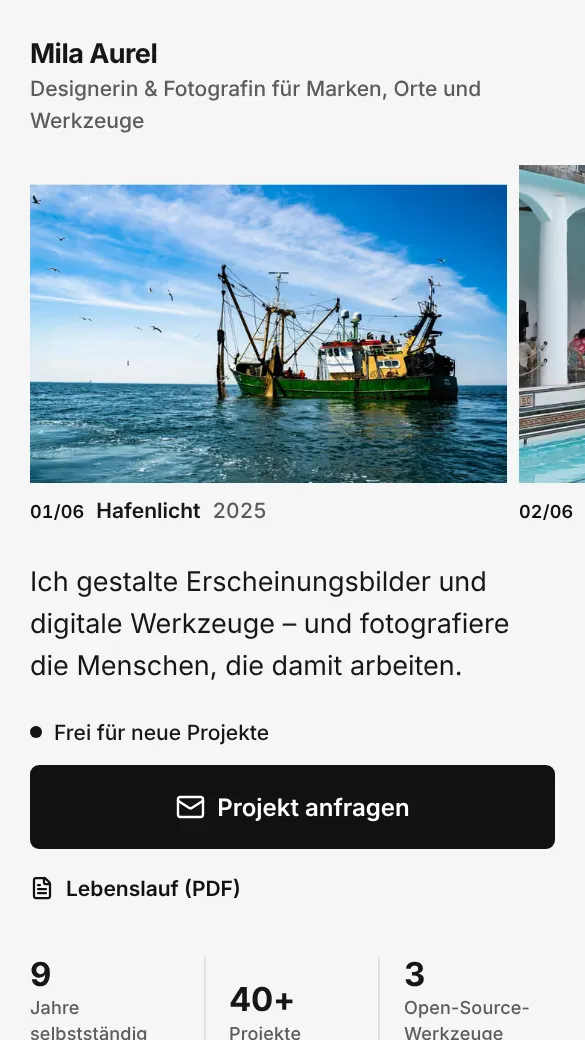 Mila Aurel
Designerin & Fotografin für Marken, Orte und
Werkzeuge
01/06 Hafenlicht 2025
02/06
Ich gestalte Erscheinungsbilder und
digitale Werkzeuge – und fotografiere
die Menschen, die damit arbeiten.
Frei für neue Projekte
Projekt anfragen
Lebenslauf (PDF)
9
Jahre
selbstständig
40+
Projekte
3
Open-Source-
Werkzeuge